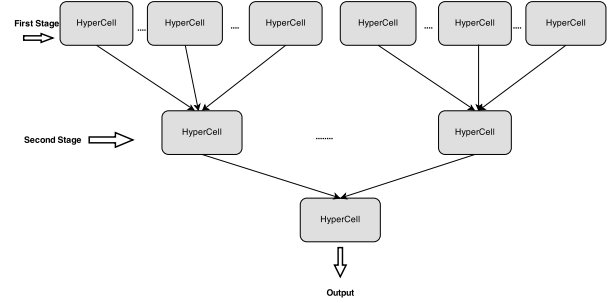 First Stage
HyperCell .... HyperCell .... HyperCell HyperCell .... HyperCell .... HyperCell
Second Stage
HyperCell ........ HyperCell
HyperCell
Output